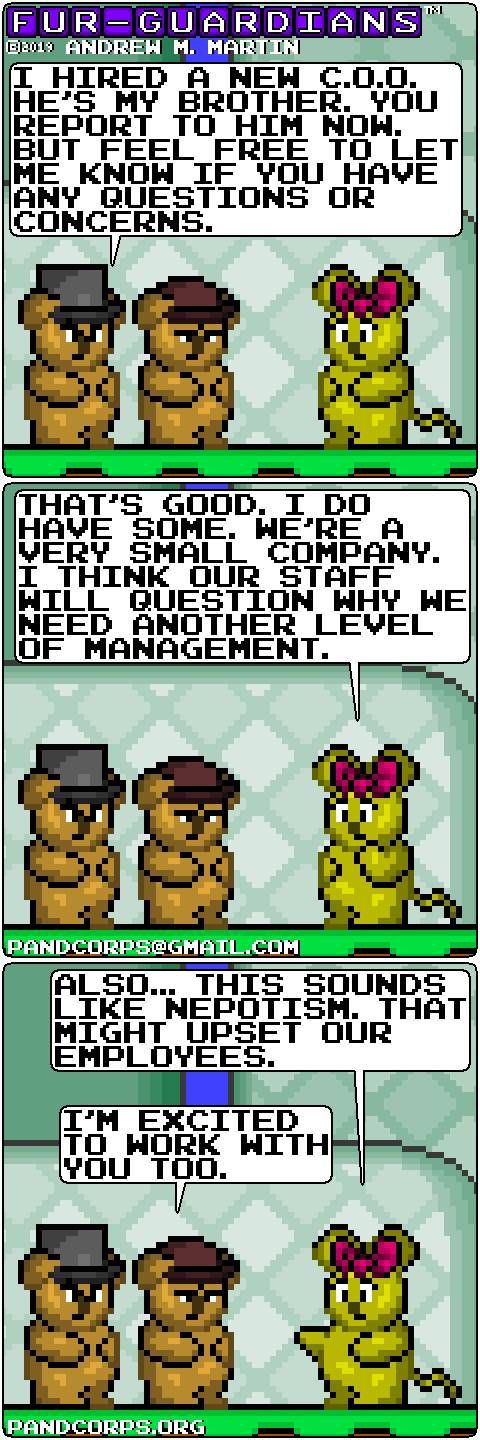 FUR-GUARDIANS™
©2019 ANDREW M. MARTIN
I HIRED A NEW C.O.O.
HE'S MY BROTHER. YOU
REPORT TO HIM NOW.
BUT FEEL FREE TO LET
ME KNOW IF YOU HAVE
ANY QUESTIONS OR
CONCERNS.
THAT'S GOOD. I DO
HAVE SOME. WE'RE A
VERY SMALL COMPANY.
I THINK OUR STAFF
WILL QUESTION WHY WE
NEED ANOTHER LEVEL
OF MANAGEMENT.
PANDCORPS@GMAIL.COM
ALSO... THIS SOUNDS
LIKE NEPOTISM. THAT
MIGHT UPSET OUR
EMPLOYEES.
I'M EXCITED
TO WORK WITH
YOU TOO.
PANDCORPS.ORG